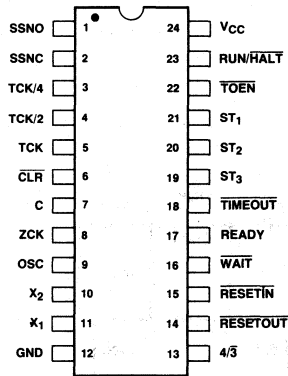 SSNO 1 24 VCC
SSNC 2 23 RUN/HALT
TCK/4 3 22 TOEN
TCK/2 4 21 ST1
TCK 5 20 ST2
CLR 6 19 ST3
C 7 18 TIMEOUT
ZCK 8 17 READY
OSC 9 16 WAIT
X2 10 15 RESETIN
X1 11 14 RESETOUT
GND 12 13 4/3